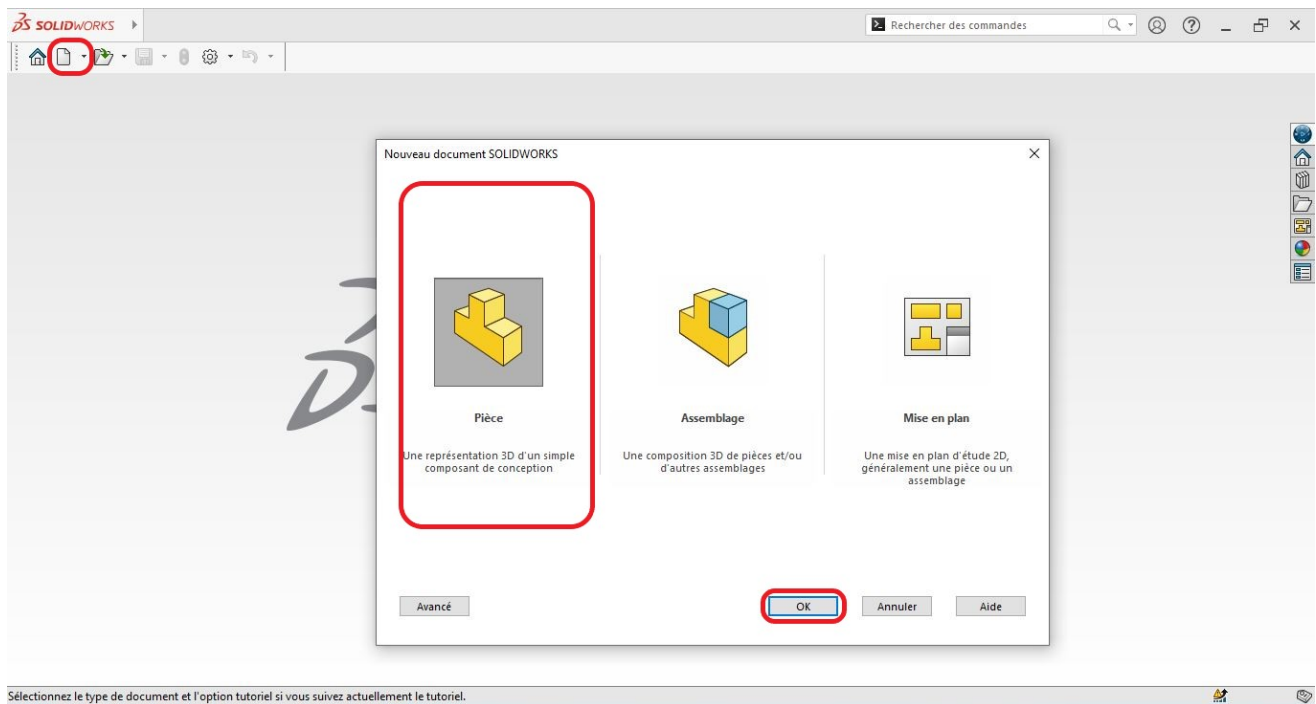 SOLIDWORKS
Rechercher des commandes
Nouveau document SOLIDWORKS
Pièce
Une représentation 3D d'un simple
composant de conception
Assemblage
Une composition 3D de pièces et/ou
d'autres assemblages
Mise en plan
Une mise en plan d'étude 2D,
généralement une pièce ou un
assemblage
Avancé
OK
Annuler
Aide
Sélectionnez le type de document et l'option tutoriel si vous suivez actuellement le tutoriel.